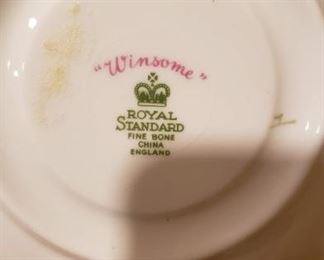 "Winsome"
ROYAL
STANDARD
FINE BONE
CHINA
ENGLAND